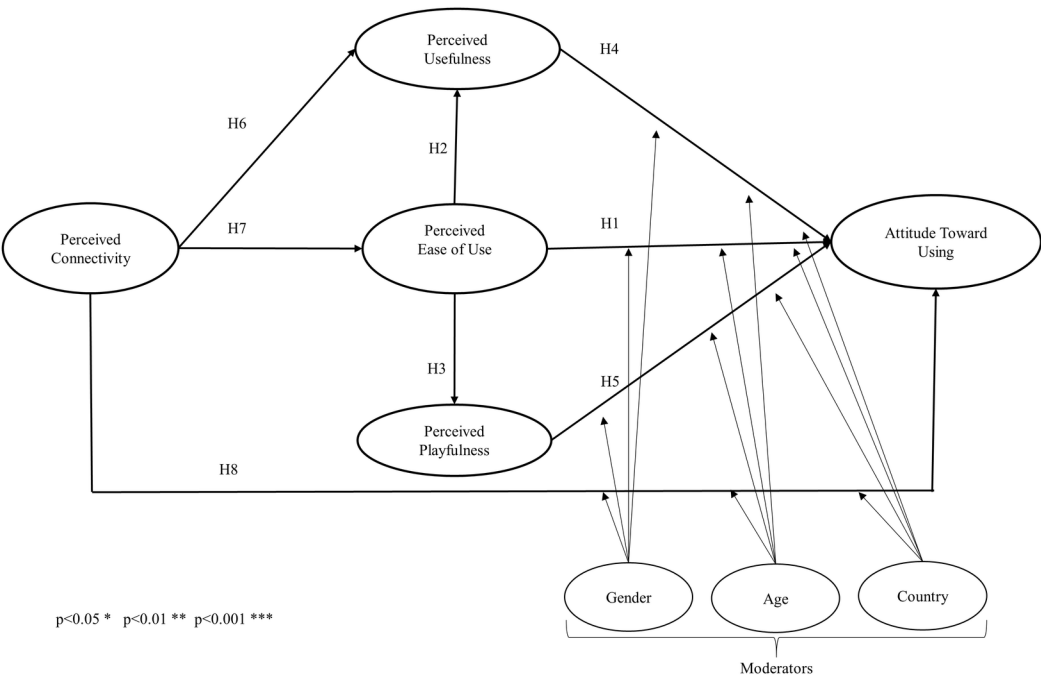 Perceived
Usefulness
H4
H6
H2
Perceived
Connectivity
H7
Perceived
Ease of Use
H1
Attitude Toward
Using
H3
H5
Perceived
Playfulness
H8
Gender
Age
Country
p<0.05 * p<0.01 ** p<0.001 ***
Moderators